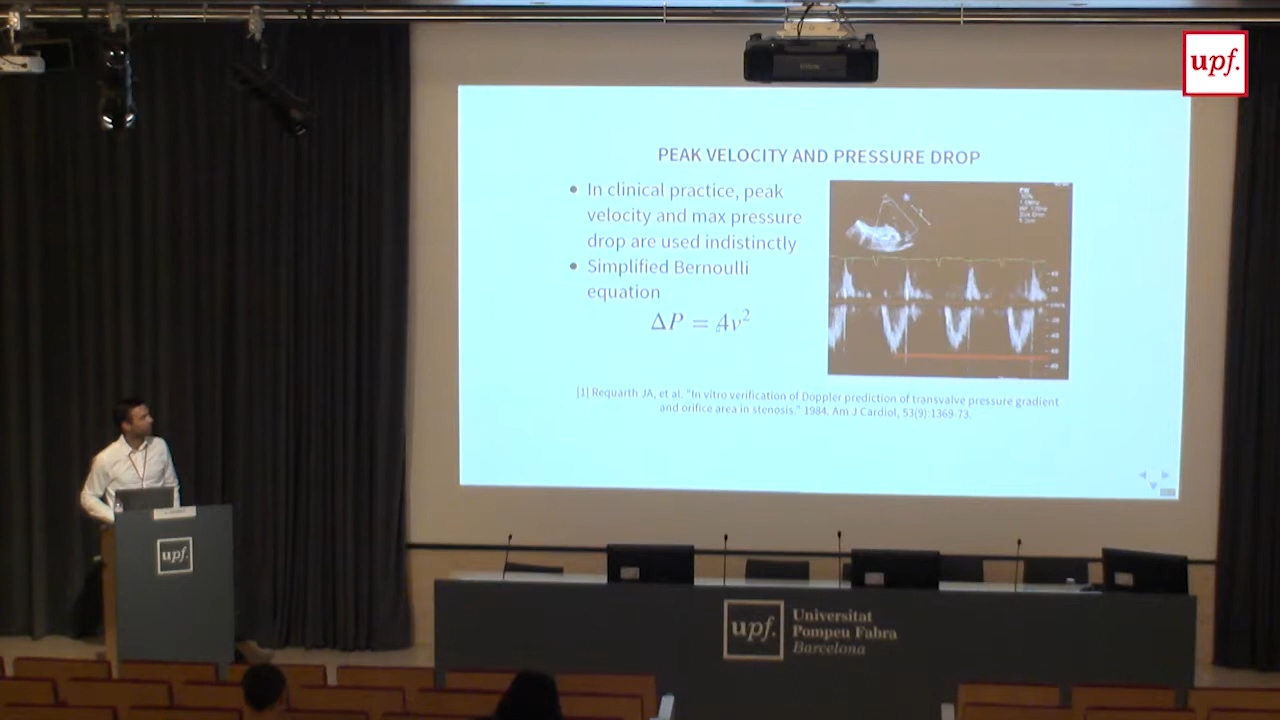 upf.
EPSON
PEAK VELOCITY AND PRESSURE DROP
• In clinical practice, peak
velocity and max pressure
drop are used indistinctly
• Simplified Bernoulli
equation
ΔP = 4v²
[1] Requarth JA, et al. "In vitro verification of Doppler prediction of transvalve pressure gradient
and orifice area in stenosis." 1984. Am J Cardiol, 53(9):1369-73.
upf.
upf.
Universitat
Pompeu Fabra
Barcelona